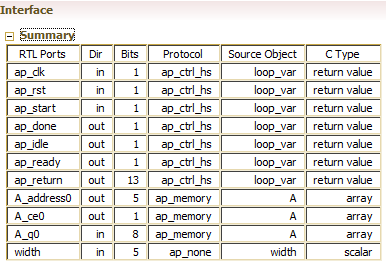 Interface
Summary
RTL Ports Dir Bits Protocol Source Object C Type
ap_clk in 1 ap_ctrl_hs loop_var return value
ap_rst in 1 ap_ctrl_hs loop_var return value
ap_start in 1 ap_ctrl_hs loop_var return value
ap_done out 1 ap_ctrl_hs loop_var return value
ap_idle out 1 ap_ctrl_hs loop_var return value
ap_ready out 1 ap_ctrl_hs loop_var return value
ap_return out 13 ap_ctrl_hs loop_var return value
A_address0 out 5 ap_memory A array
A_ce0 out 1 ap_memory A array
A_q0 in 8 ap_memory A array
width in 5 ap_none width scalar